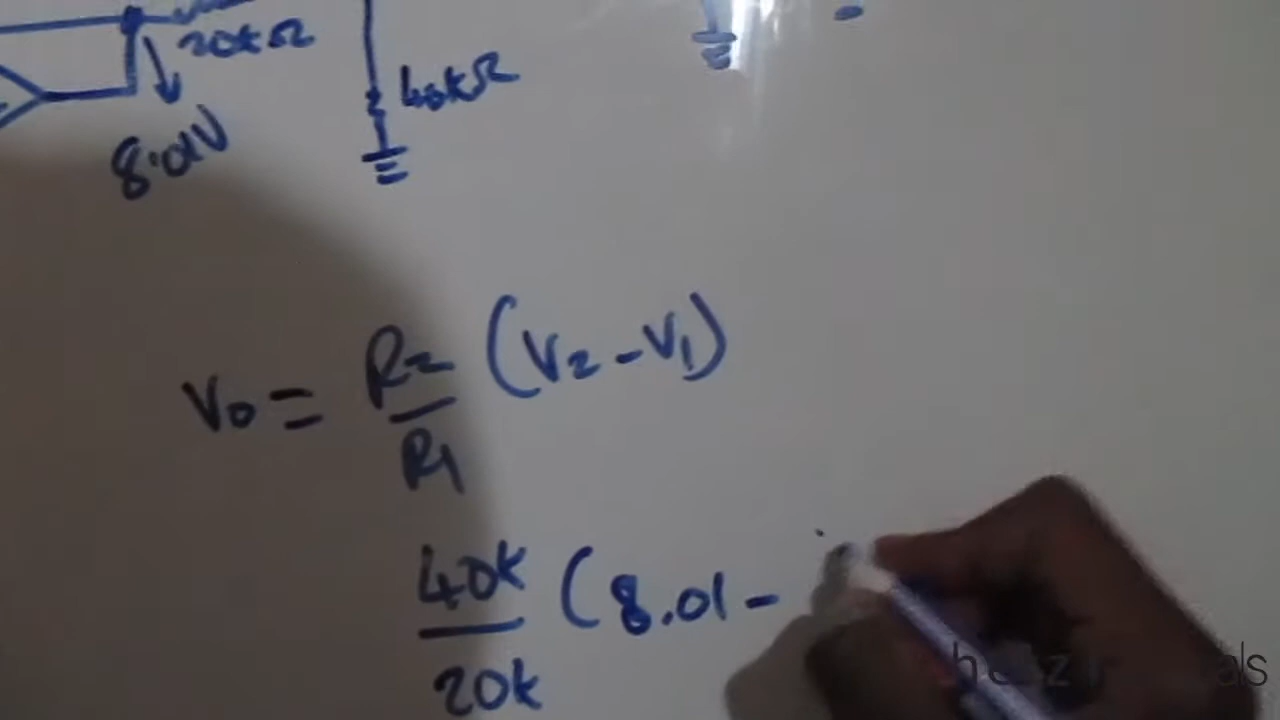 20kΩ
40kΩ
8.01V
V0 = R2/R1 (V2 - V1)
40k/20k (8.01 -